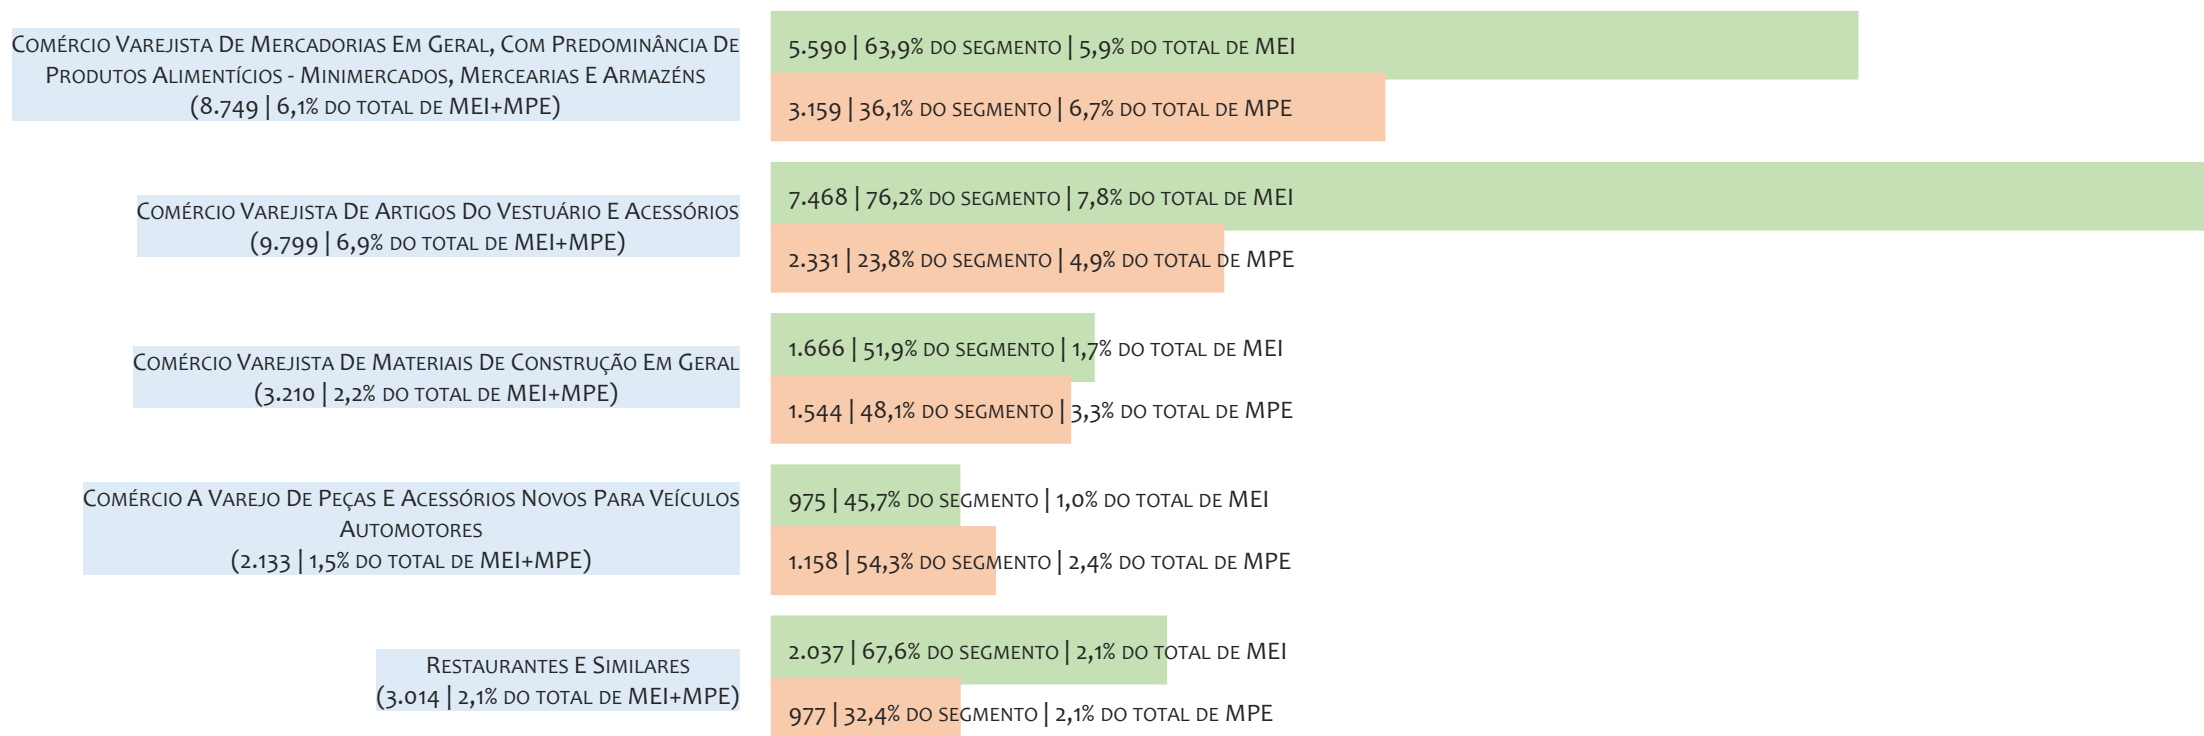 Comércio Varejista De Mercadorias Em Geral, Com Predominância De
Produtos Alimentícios - Minimercados, Mercearias E Armazéns
(8.749 | 6,1% do total de MEI+MPE)
5.590 | 63,9% do segmento | 5,9% do total de MEI
3.159 | 36,1% do segmento | 6,7% do total de MPE
Comércio Varejista De Artigos Do Vestuário E Acessórios
(9.799 | 6,9% do total de MEI+MPE)
7.468 | 76,2% do segmento | 7,8% do total de MEI
2.331 | 23,8% do segmento | 4,9% do total de MPE
Comércio Varejista De Materiais De Construção Em Geral
(3.210 | 2,2% do total de MEI+MPE)
1.666 | 51,9% do segmento | 1,7% do total de MEI
1.544 | 48,1% do segmento | 3,3% do total de MPE
Comércio A Varejo De Peças E Acessórios Novos Para Veículos
Automotores
(2.133 | 1,5% do total de MEI+MPE)
975 | 45,7% do segmento | 1,0% do total de MEI
1.158 | 54,3% do segmento | 2,4% do total de MPE
Restaurantes E Similares
(3.014 | 2,1% do total de MEI+MPE)
2.037 | 67,6% do segmento | 2,1% do total de MEI
977 | 32,4% do segmento | 2,1% do total de MPE